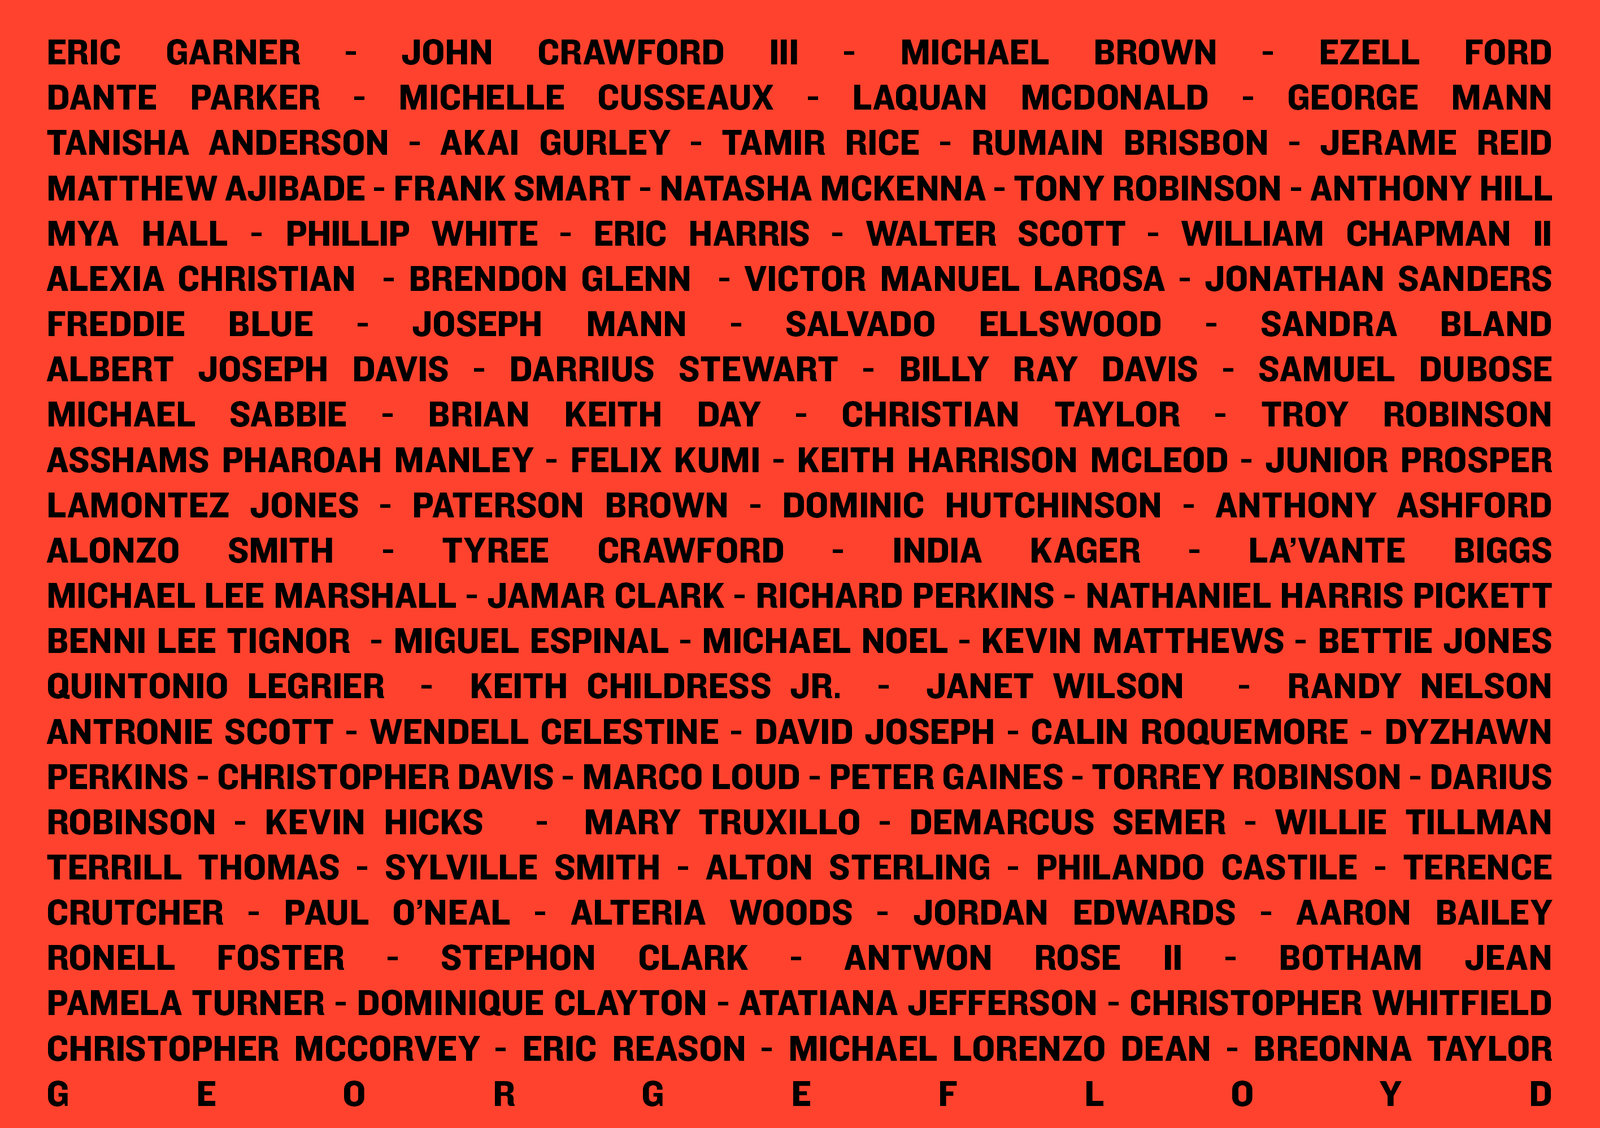 ERIC GARNER - JOHN CRAWFORD III - MICHAEL BROWN - EZELL FORD
DANTE PARKER - MICHELLE CUSSEAUX - LAQUAN MCDONALD - GEORGE MANN
TANISHA ANDERSON - AKAI GURLEY - TAMIR RICE - RUMAIN BRISBON - JERAME REID
MATTHEW AJIBADE - FRANK SMART - NATASHA MCKENNA - TONY ROBINSON - ANTHONY HILL
MYA HALL - PHILLIP WHITE - ERIC HARRIS - WALTER SCOTT - WILLIAM CHAPMAN II
ALEXIA CHRISTIAN - BRENDON GLENN - VICTOR MANUEL LAROSA - JONATHAN SANDERS
FREDDIE BLUE - JOSEPH MANN - SALVADO ELLSWOOD - SANDRA BLAND
ALBERT JOSEPH DAVIS - DARRIUS STEWART - BILLY RAY DAVIS - SAMUEL DUBOSE
MICHAEL SABBIE - BRIAN KEITH DAY - CHRISTIAN TAYLOR - TROY ROBINSON
ASSHAMS PHAROAH MANLEY - FELIX KUMI - KEITH HARRISON MCLEOD - JUNIOR PROSPER
LAMONTEZ JONES - PATERSON BROWN - DOMINIC HUTCHINSON - ANTHONY ASHFORD
ALONZO SMITH - TYREE CRAWFORD - INDIA KAGER - LA’VANTE BIGGS
MICHAEL LEE MARSHALL - JAMAR CLARK - RICHARD PERKINS - NATHANIEL HARRIS PICKETT
BENNI LEE TIGNOR - MIGUEL ESPINAL - MICHAEL NOEL - KEVIN MATTHEWS - BETTIE JONES
QUINTONIO LEGRIER - KEITH CHILDRESS JR. - JANET WILSON - RANDY NELSON
ANTRONIE SCOTT - WENDELL CELESTINE - DAVID JOSEPH - CALIN ROQUEMORE - DYZHAWN
PERKINS - CHRISTOPHER DAVIS - MARCO LOUD - PETER GAINES - TORREY ROBINSON - DARIUS
ROBINSON - KEVIN HICKS - MARY TRUXILLO - DEMARCUS SEMER - WILLIE TILLMAN
TERRILL THOMAS - SYLVILLE SMITH - ALTON STERLING - PHILANDO CASTILE - TERENCE
CRUTCHER - PAUL O’NEAL - ALTERIA WOODS - JORDAN EDWARDS - AARON BAILEY
RONELL FOSTER - STEPHON CLARK - ANTWON ROSE II - BOTHAM JEAN
PAMELA TURNER - DOMINIQUE CLAYTON - ATATIANA JEFFERSON - CHRISTOPHER WHITFIELD
CHRISTOPHER MCCORVEY - ERIC REASON - MICHAEL LORENZO DEAN - BREONNA TAYLOR
G E O R G E F L O Y D